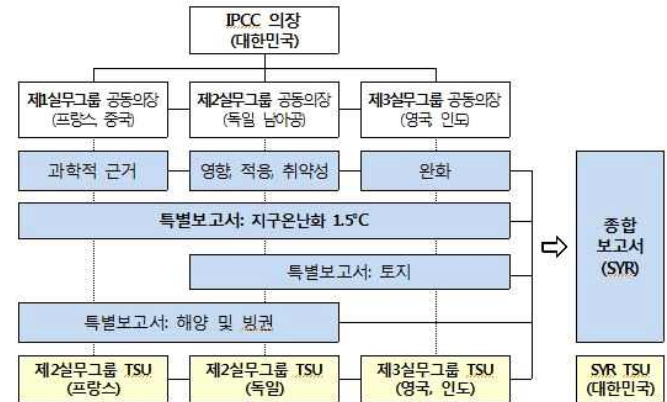 IPCC 의장
(대한민국)
제1실무그룹 공동의장
(프랑스, 중국)
제2실무그룹 공동의장
(독일 남아공)
제3실무그룹 공동의장
(영국, 인도)
과학적 근거
영향, 적응, 취약성
완화
특별보고서: 지구온난화 1.5℃
종합
보고서
(SYR)
특별보고서: 토지
특별보고서: 해양 및 빙권
제2실무그룹 TSU
(프랑스)
제2실무그룹 TSU
(독일)
제3실무그룹 TSU
(영국, 인도)
SYR TSU
(대한민국)